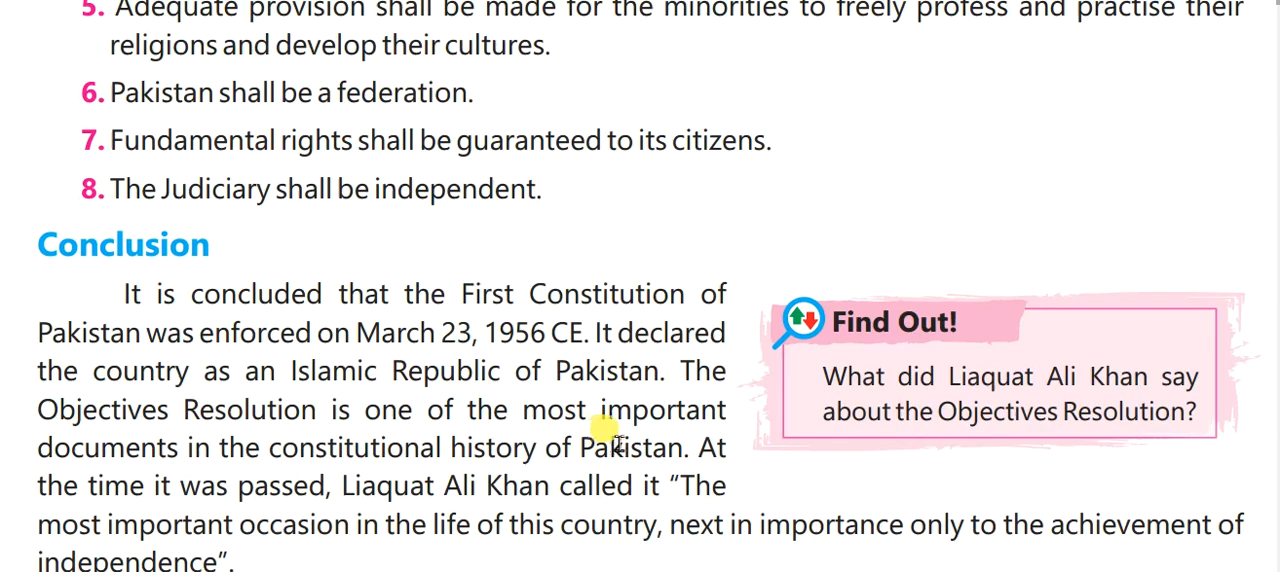 5. Adequate provision shall be made for the minorities to freely profess and practise their
religions and develop their cultures.
6. Pakistan shall be a federation.
7. Fundamental rights shall be guaranteed to its citizens.
8. The Judiciary shall be independent.
Conclusion
It is concluded that the First Constitution of
Pakistan was enforced on March 23, 1956 CE. It declared
the country as an Islamic Republic of Pakistan. The
Objectives Resolution is one of the most important
documents in the constitutional history of Pakistan. At
the time it was passed, Liaquat Ali Khan called it "The
most important occasion in the life of this country, next in importance only to the achievement of
independence".
Find Out!
What did Liaquat Ali Khan say
about the Objectives Resolution?